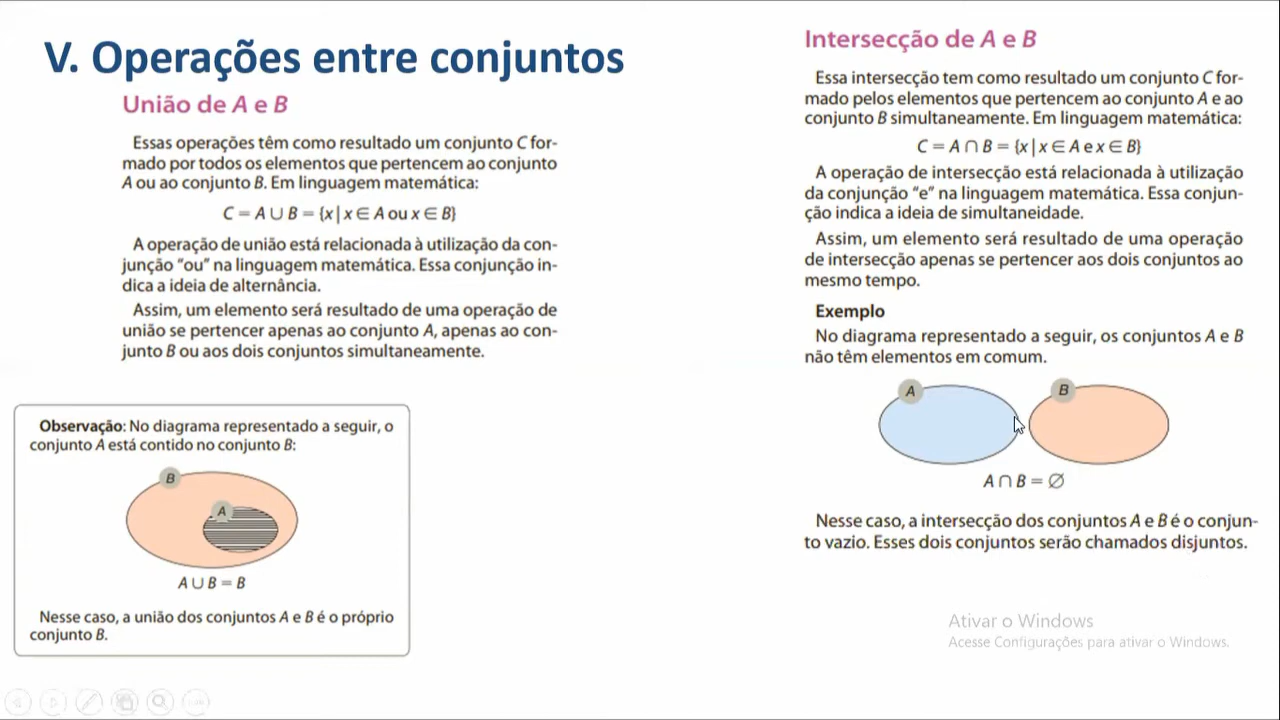 V. Operações entre conjuntos
União de A e B
Essas operações têm como resultado um conjunto C for-
mado por todos os elementos que pertencem ao conjunto
A ou ao conjunto B. Em linguagem matemática:
C = A ∪ B = {x | x ∈ A ou x ∈ B}
A operação de união está relacionada à utilização da con-
junção “ou” na linguagem matemática. Essa conjunção in-
dica a ideia de alternância.
Assim, um elemento será resultado de uma operação de
união se pertencer apenas ao conjunto A, apenas ao con-
junto B ou aos dois conjuntos simultaneamente.
Observação: No diagrama representado a seguir, o
conjunto A está contido no conjunto B:
B
A
A ∪ B = B
Nesse caso, a união dos conjuntos A e B é o próprio
conjunto B.
Intersecção de A e B
Essa intersecção tem como resultado um conjunto C for-
mado pelos elementos que pertencem ao conjunto A e ao
conjunto B simultaneamente. Em linguagem matemática:
C = A ∩ B = {x | x ∈ A e x ∈ B}
A operação de intersecção está relacionada à utilização
da conjunção “e” na linguagem matemática. Essa conjun-
ção indica a ideia de simultaneidade.
Assim, um elemento será resultado de uma operação
de intersecção apenas se pertencer aos dois conjuntos ao
mesmo tempo.
Exemplo
No diagrama representado a seguir, os conjuntos A e B
não têm elementos em comum.
A
B
A ∩ B = ∅
Nesse caso, a intersecção dos conjuntos A e B é o conjun-
to vazio. Esses dois conjuntos serão chamados disjuntos.
Ativar o Windows
Acesse Configurações para ativar o Windows.